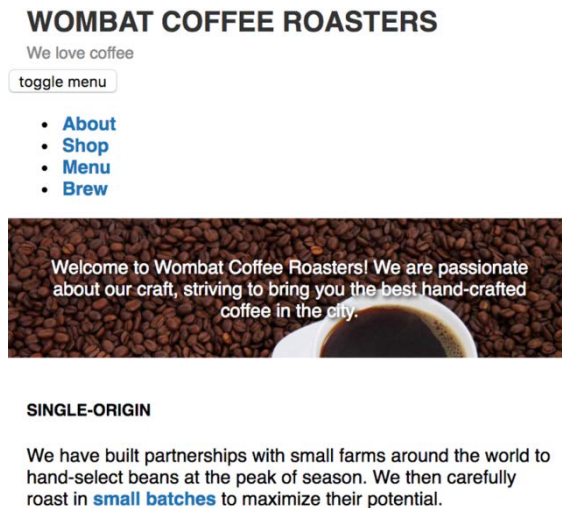 WOMBAT COFFEE ROASTERS
We love coffee
toggle menu
About
Shop
Menu
Brew
Welcome to Wombat Coffee Roasters! We are passionate
about our craft, striving to bring you the best hand-crafted
coffee in the city.
SINGLE-ORIGIN
We have built partnerships with small farms around the world to
hand-select beans at the peak of season. We then carefully
roast in small batches to maximize their potential.